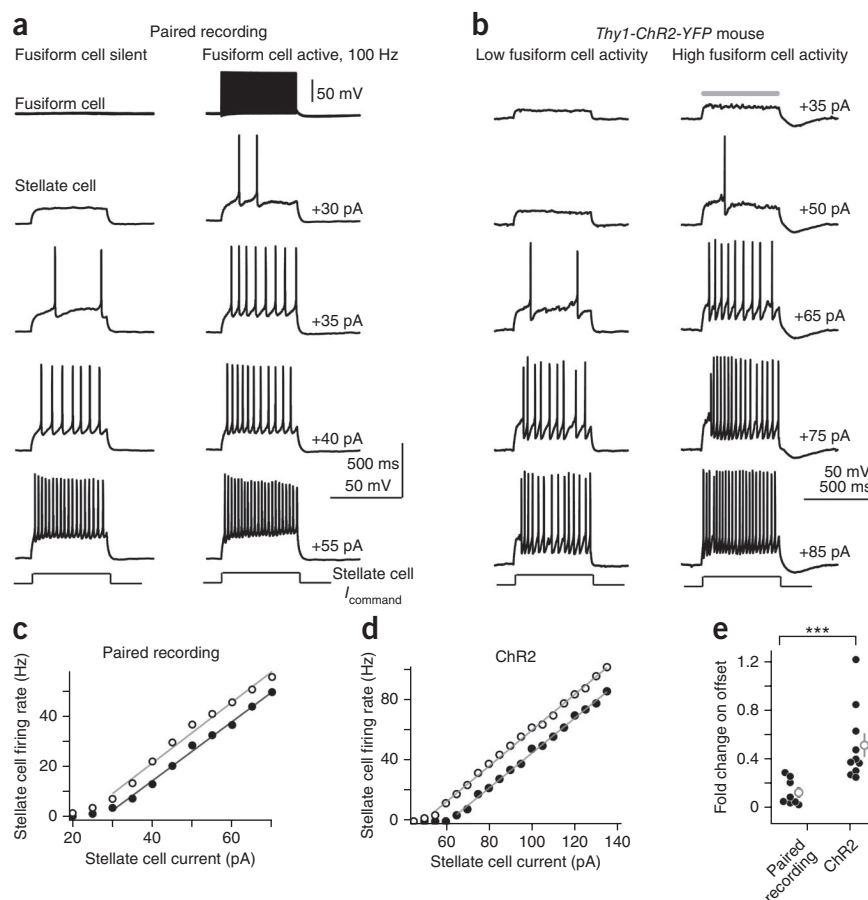 a
Paired recording
Fusiform cell silent
Fusiform cell active, 100 Hz
Fusiform cell
50 mV
Stellate cell
+30 pA
+35 pA
+40 pA
500 ms
50 mV
+55 pA
Stellate cell
Icommand
b
Thy1-ChR2-YFP mouse
Low fusiform cell activity
High fusiform cell activity
+35 pA
+50 pA
+65 pA
+75 pA
50 mV
500 ms
+85 pA
c
Paired recording
Stellate cell firing rate (Hz)
40
20
0
20
40
60
Stellate cell current (pA)
d
ChR2
Stellate cell firing rate (Hz)
80
40
0
60
80
100
120
140
Stellate cell current (pA)
e
***
Fold change on offset
1.2
0.8
0.4
0
Paired
recording
ChR2